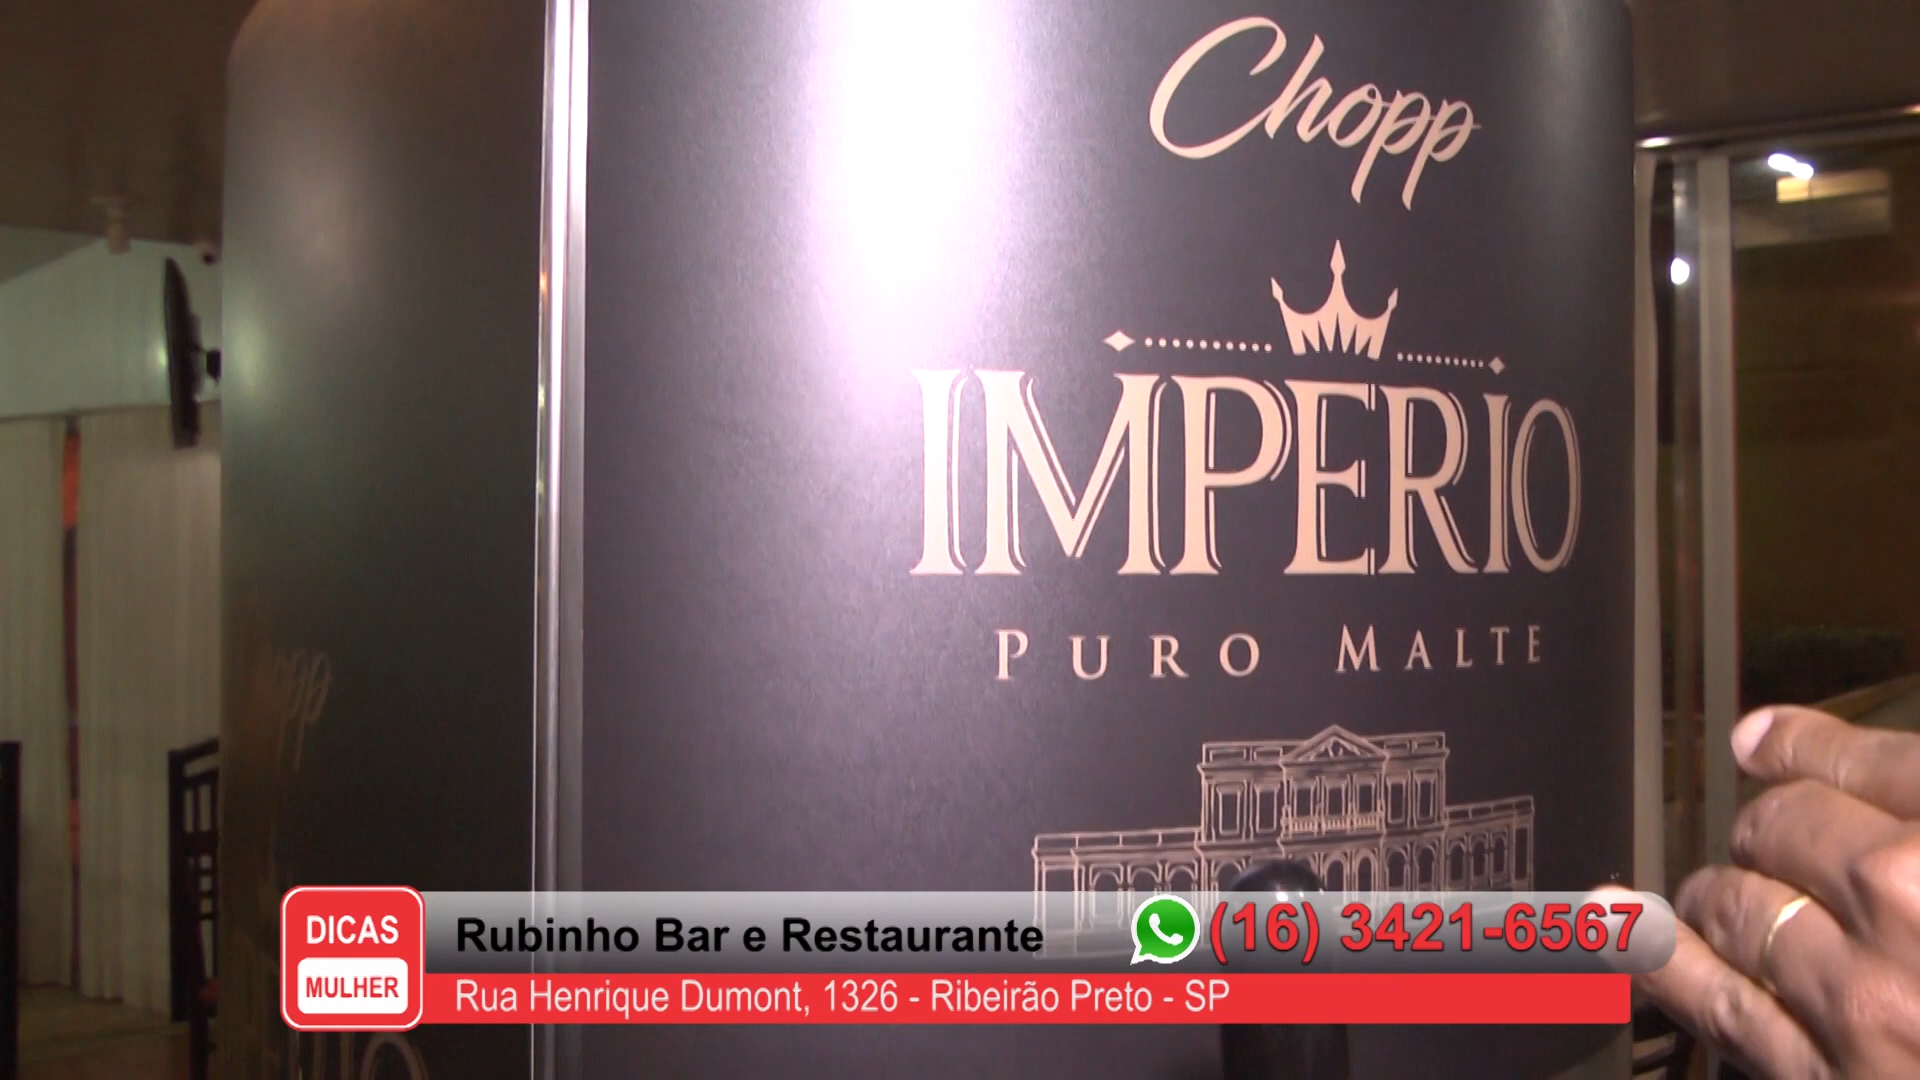 Chopp
IMPERIO
PURO MALTE
DICAS
MULHER
Rubinho Bar e Restaurante
(16) 3421-6567
Rua Henrique Dumont, 1326 - Ribeirão Preto - SP